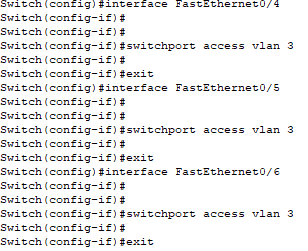 Switch(config)#interface FastEthernet0/4
Switch(config-if)#
Switch(config-if)#
Switch(config-if)#switchport access vlan 3
Switch(config-if)#
Switch(config-if)#exit
Switch(config)#interface FastEthernet0/5
Switch(config-if)#
Switch(config-if)#
Switch(config-if)#switchport access vlan 3
Switch(config-if)#
Switch(config-if)#exit
Switch(config)#interface FastEthernet0/6
Switch(config-if)#
Switch(config-if)#
Switch(config-if)#switchport access vlan 3
Switch(config-if)#
Switch(config-if)#exit